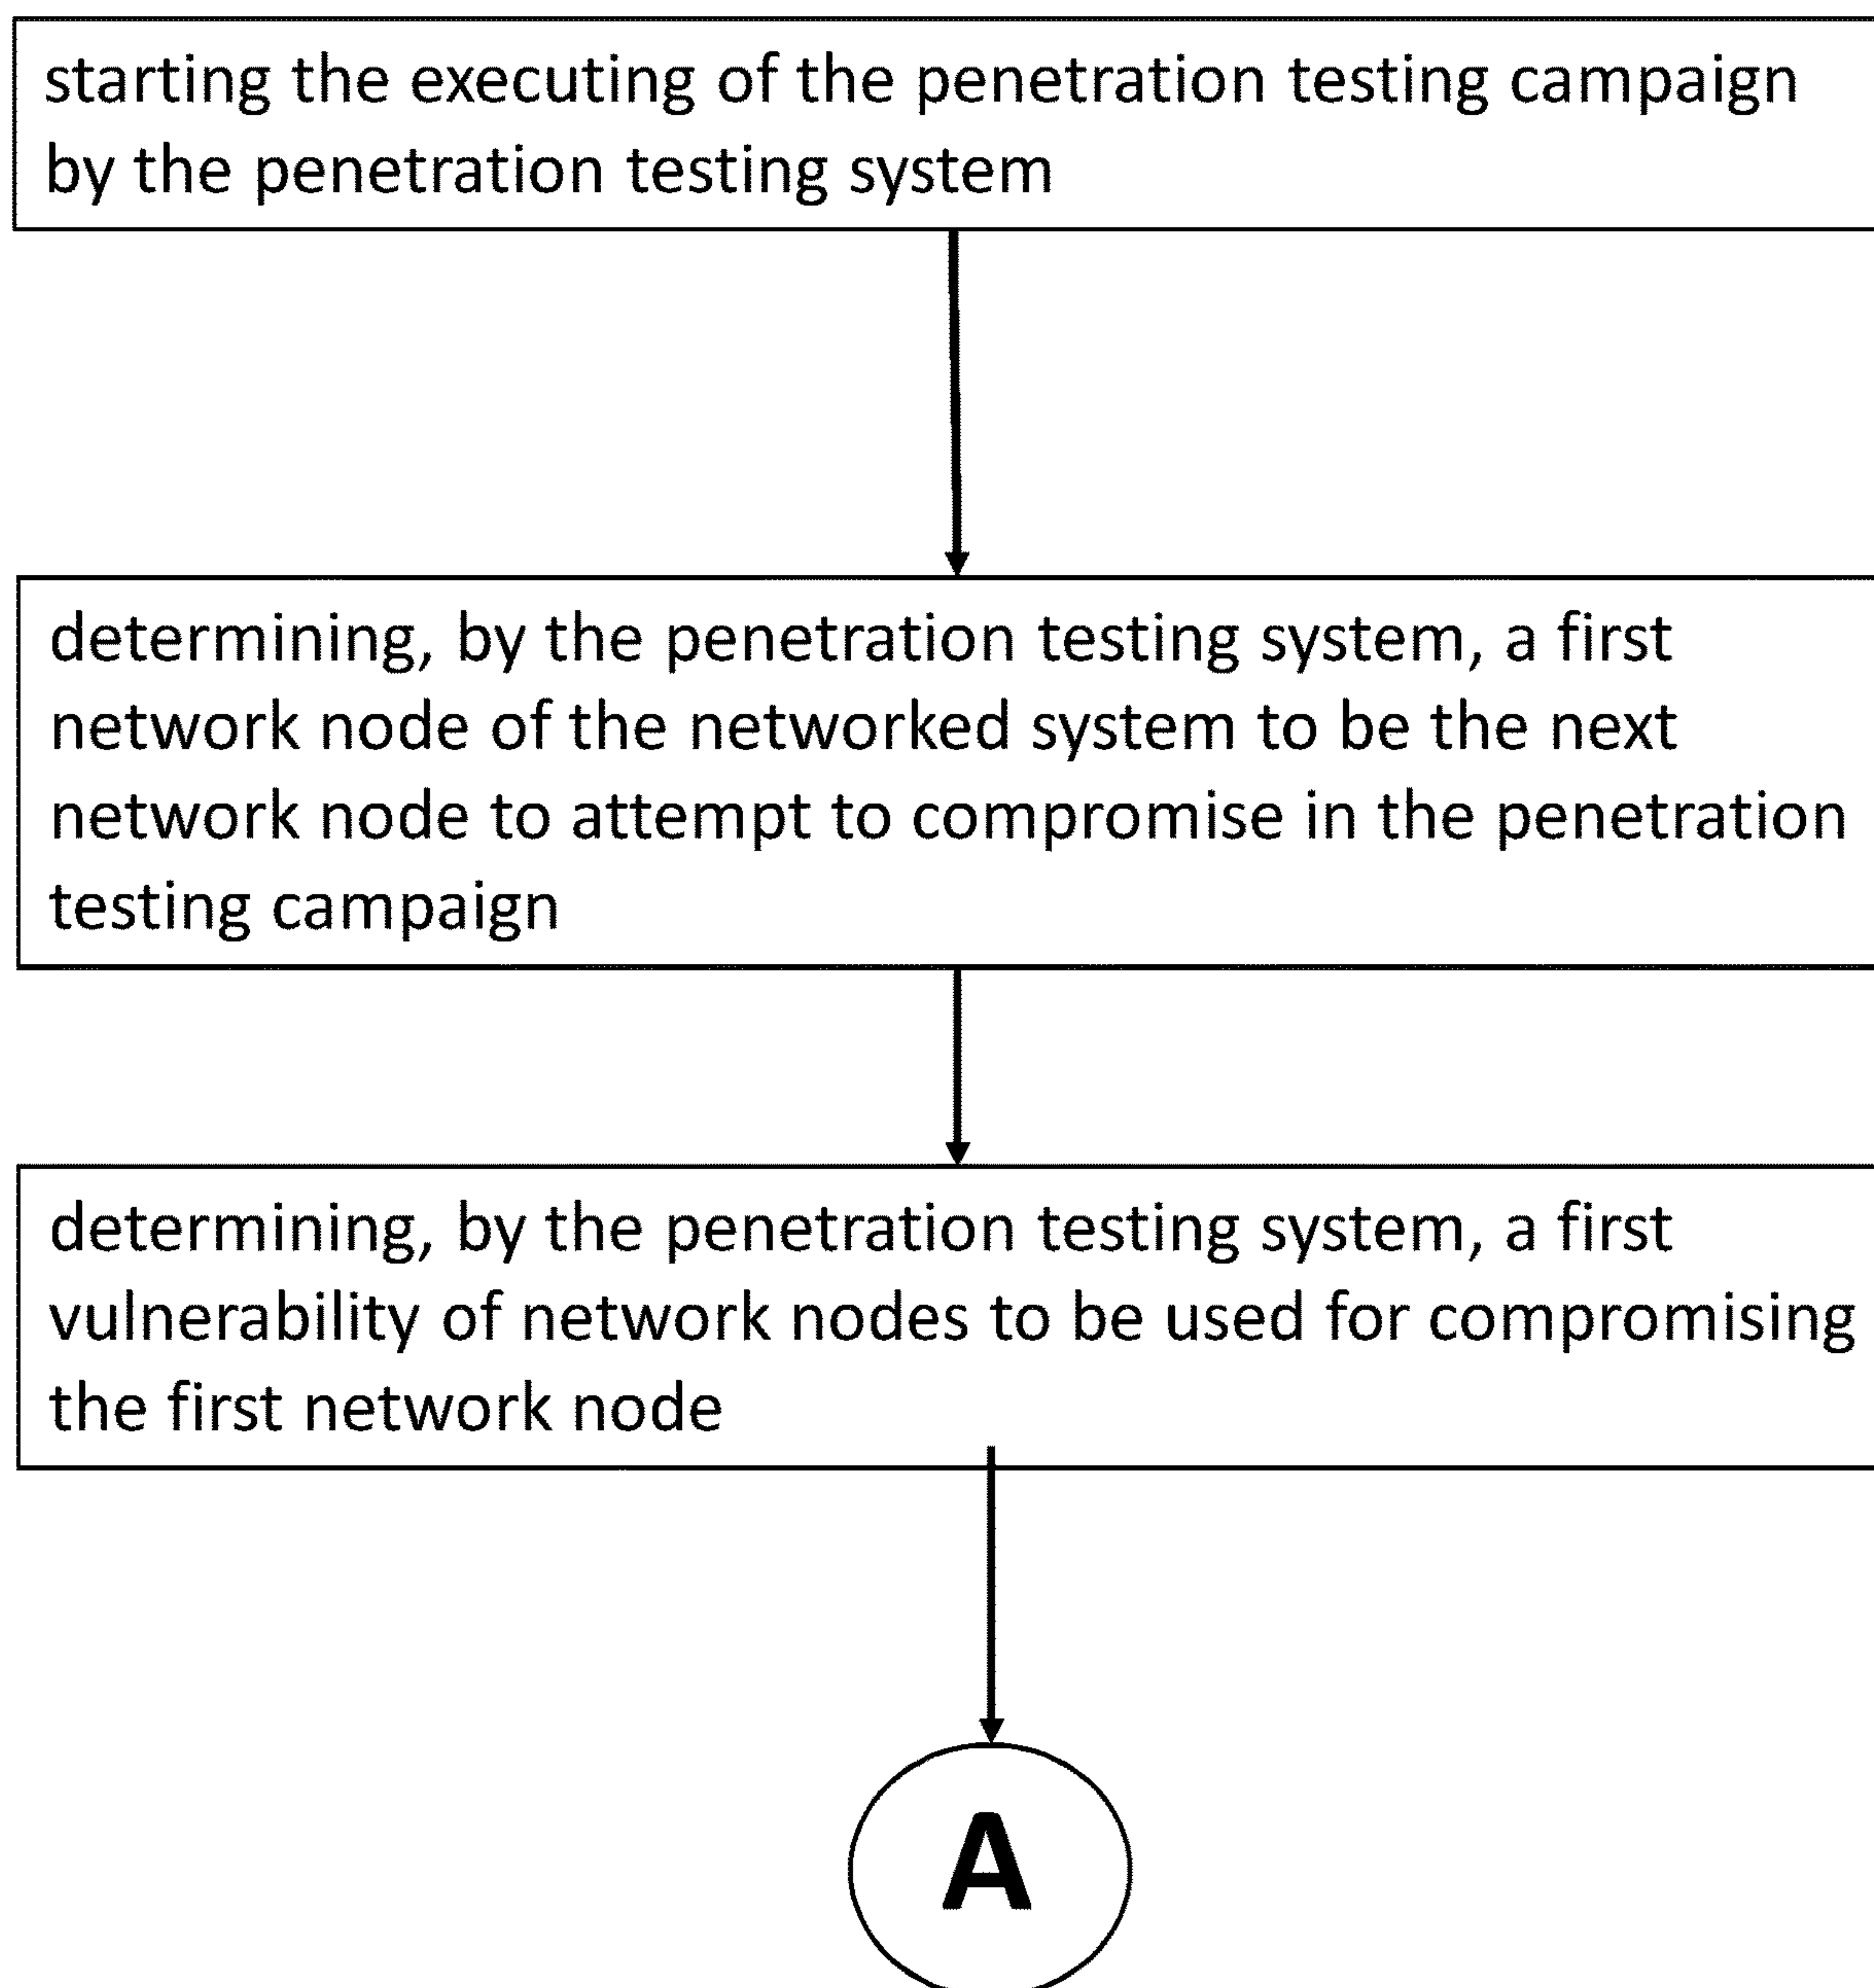 starting the executing of the penetration testing campaign
by the penetration testing system
determining, by the penetration testing system, a first
network node of the networked system to be the next
network node to attempt to compromise in the penetration
testing campaign
determining, by the penetration testing system, a first
vulnerability of network nodes to be used for compromising
the first network node
A